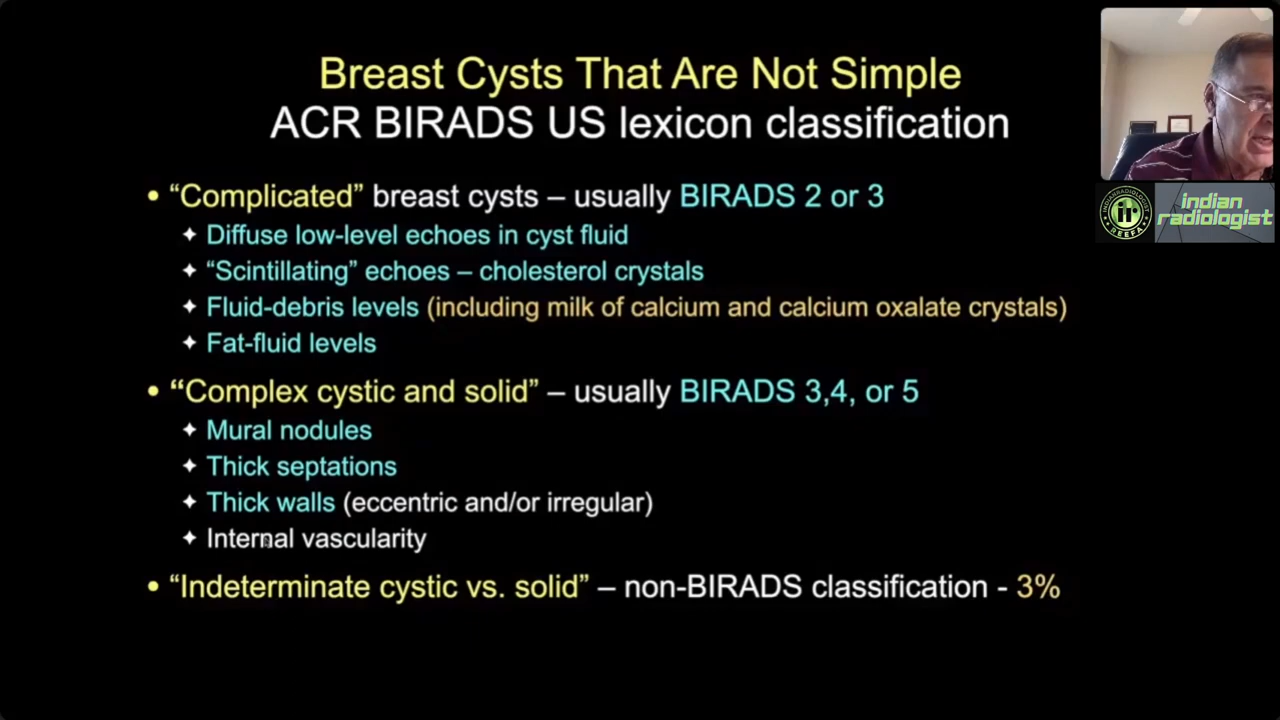 Breast Cysts That Are Not Simple
ACR BIRADS US lexicon classification
• “Complicated” breast cysts – usually BIRADS 2 or 3
✦ Diffuse low-level echoes in cyst fluid
✦ “Scintillating” echoes – cholesterol crystals
✦ Fluid-debris levels (including milk of calcium and calcium oxalate crystals)
✦ Fat-fluid levels
• “Complex cystic and solid” – usually BIRADS 3,4, or 5
✦ Mural nodules
✦ Thick septations
✦ Thick walls (eccentric and/or irregular)
✦ Internal vascularity
• “Indeterminate cystic vs. solid” – non-BIRADS classification - 3%
ir
REEFA
indian
radiologist